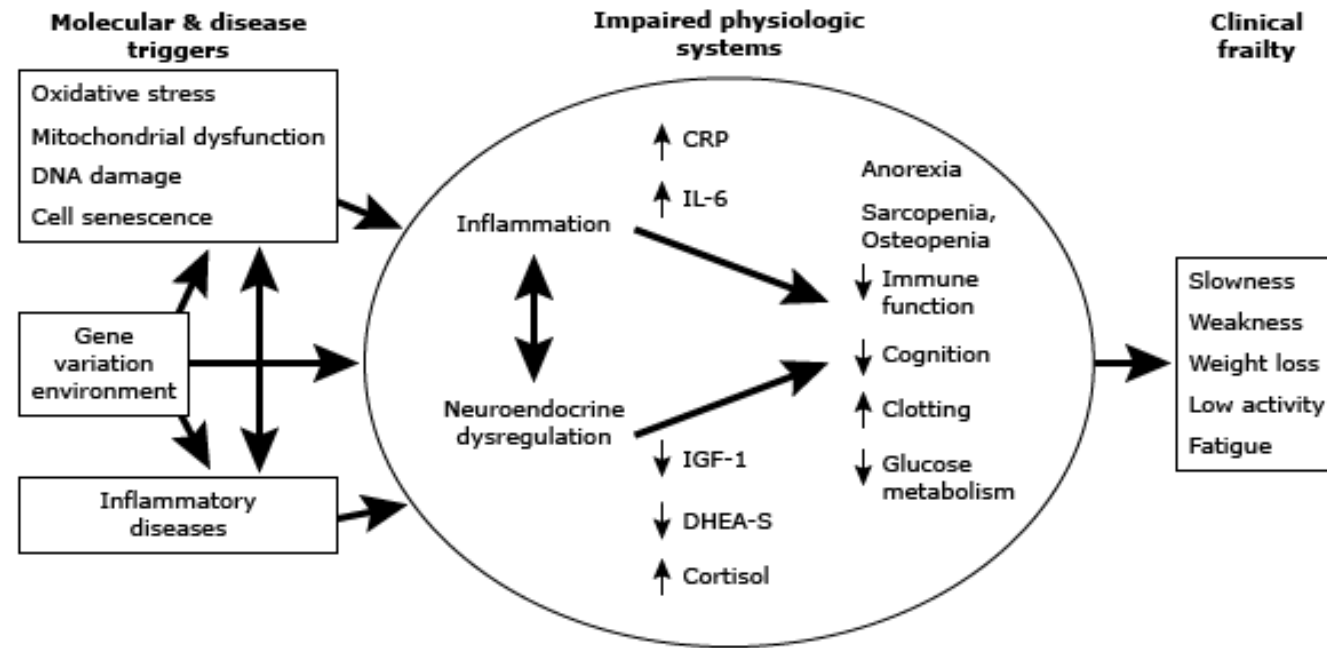 Molecular & disease
triggers
Oxidative stress
Mitochondrial dysfunction
DNA damage
Cell senescence
Gene
variation
environment
Inflammatory
diseases
Impaired physiologic
systems
↑ CRP
↑ IL-6
Inflammation
Neuroendocrine
dysregulation
↓ IGF-1
↓ DHEA-S
↑ Cortisol
Anorexia
Sarcopenia,
Osteopenia
↓ Immune
function
↓ Cognition
↑ Clotting
↓ Glucose
metabolism
Clinical
frailty
Slowness
Weakness
Weight loss
Low activity
Fatigue